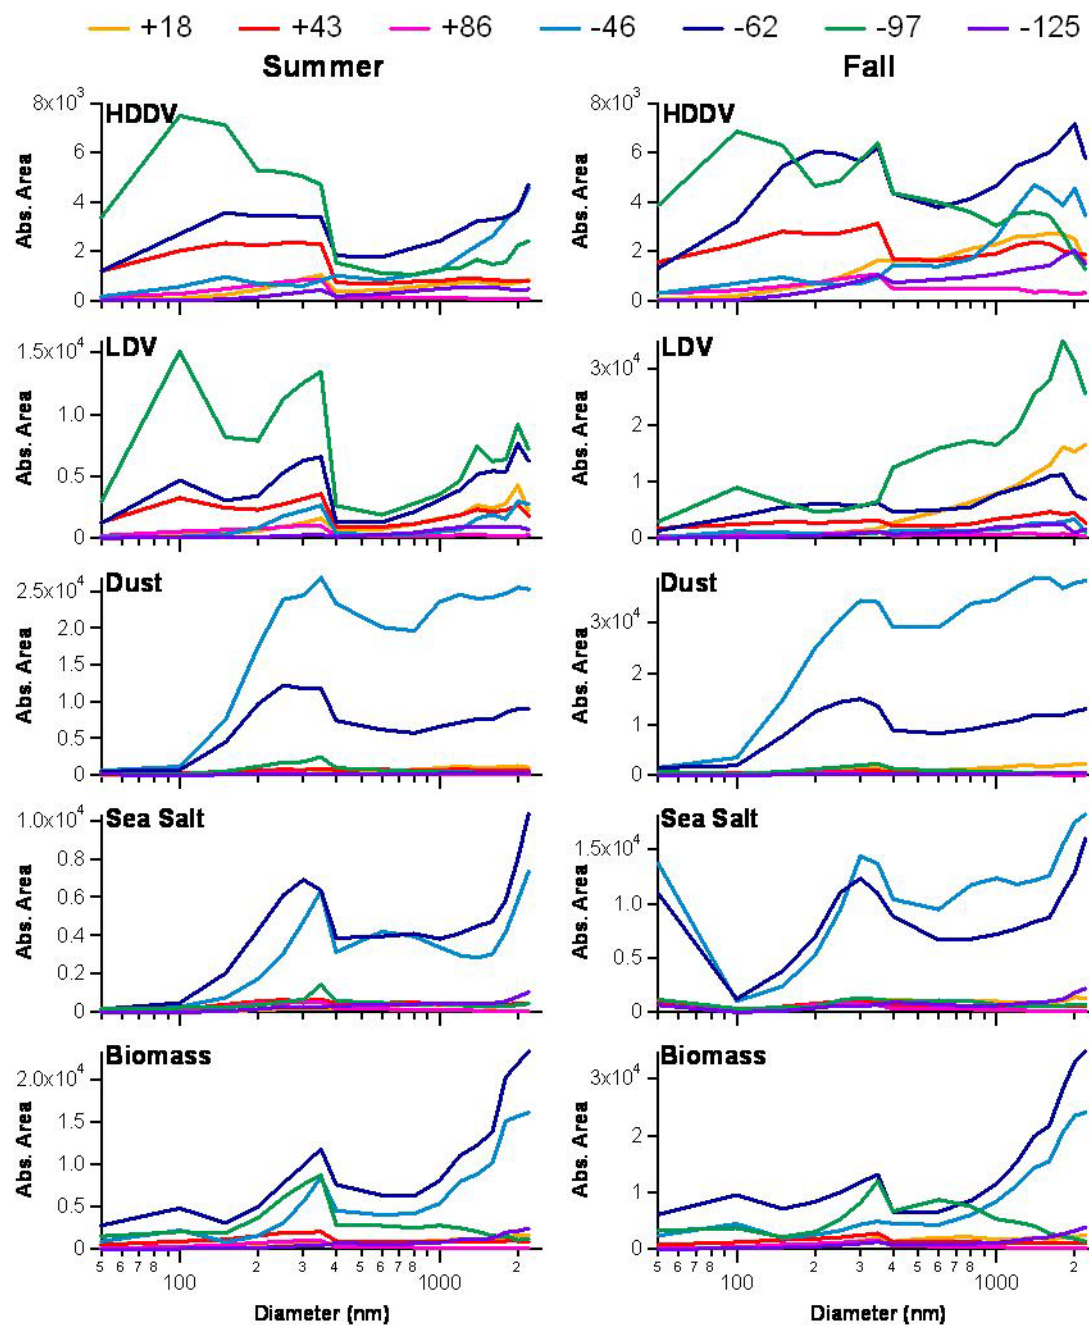 +18 +43 +86 -46 -62 -97 -125
Summer Fall
HDDV
8x10³
6
4
2
0
Abs. Area
HDDV
8x10³
6
4
2
0
Abs. Area
LDV
1.5x10⁴
1.0
0.5
0
Abs. Area
LDV
3x10⁴
2
1
0
Abs. Area
Dust
2.5x10⁴
2.0
1.5
1.0
0.5
0
Abs. Area
Dust
3x10⁴
2
1
0
Abs. Area
Sea Salt
1.0x10⁴
0.8
0.6
0.4
0.2
0
Abs. Area
Sea Salt
1.5x10⁴
1.0
0.5
0
Abs. Area
Biomass
2.0x10⁴
1.5
1.0
0.5
0
Abs. Area
5 6 7 8 100 2 3 4 5 6 7 8 1000 2
Diameter (nm)
Biomass
3x10⁴
2
1
0
Abs. Area
5 6 7 8 100 2 3 4 5 6 7 8 1000 2
Diameter (nm)